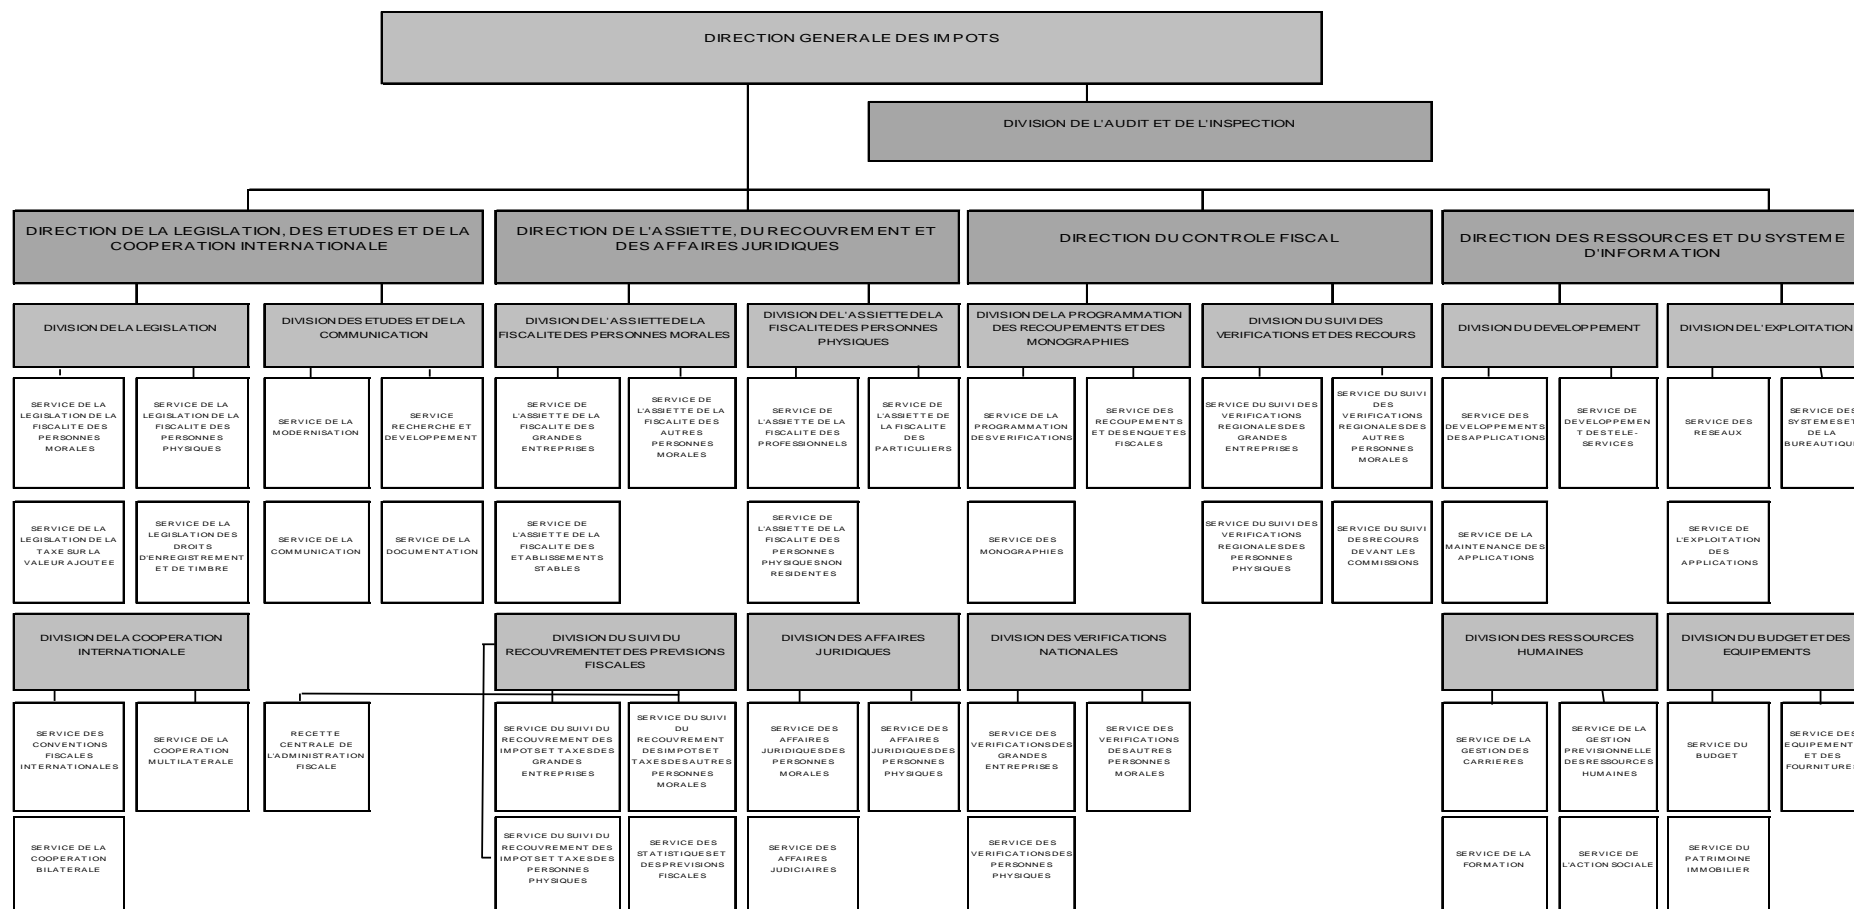 DIRECTION GENERALE DES IMPOTS
DIVISION DE L'AUDIT ET DE L'INSPECTION
DIRECTION DE LA LEGISLATION, DES ETUDES ET DE LA
COOPERATION INTERNATIONALE
DIRECTION DE L'ASSIETTE, DU RECOUVREMENT ET
DES AFFAIRES JURIDIQUES
DIRECTION DU CONTROLE FISCAL
DIRECTION DES RESSOURCES ET DU SYSTEME
D'INFORMATION
DIVISION DE LA LEGISLATION
DIVISION DES ETUDES ET DE LA
COMMUNICATION
DIVISION DE L'ASSIETTE DE LA
FISCALITE DES PERSONNES MORALES
DIVISION DE L'ASSIETTE DE LA
FISCALITE DES PERSONNES
PHYSIQUES
DIVISION DE LA PROGRAMMATION
DES RECOUPEMENTS ET DES
MONOGRAPHIES
DIVISION DU SUIVI DES
VERIFICATIONS ET DES RECOURS
DIVISION DU DEVELOPPEMENT
DIVISION DE L'EXPLOITATION
SERVICE DE LA
LEGISLATION DE LA
FISCALITE DES
PERSONNES
MORALES
SERVICE DE LA
LEGISLATION DE LA
FISCALITE DES
PERSONNES
PHYSIQUES
SERVICE DE LA
MODERNISATION
SERVICE
RECHERCHE ET
DEVELOPPEMENT
SERVICE DE
L'ASSIETTE DE LA
FISCALITE DES
GRANDES
ENTREPRISES
SERVICE DE
L'ASSIETTE DE LA
FISCALITE DES
AUTRES
PERSONNES
MORALES
SERVICE DE
L'ASSIETTE DE LA
FISCALITE DES
PROFESSIONNELS
SERVICE DE
L'ASSIETTE DE
LA FISCALITE
DES
PARTICULIERS
SERVICE DE LA
PROGRAMMATION
DES VERIFICATIONS
SERVICE DES
RECOUPEMENTS
ET DES ENQUETES
FISCALES
SERVICE DU SUIVI DES
VERIFICATIONS
REGIONALES DES
GRANDES
ENTREPRISES
SERVICE DU SUIVI
DES
VERIFICATIONS
REGIONALES DES
AUTRES
PERSONNES
MORALES
SERVICE DES
DEVELOPPEMENTS
DES APPLICATIONS
SERVICE DE
DEVELOPPEMEN
T DES TELE-
SERVICES
SERVICE DES
RESEAUX
SERVICE DES
SYSTEMES ET
DE LA
BUREAUTIQU
SERVICE DE LA
LEGISLATION DE LA
TAXE SUR LA
VALEUR AJOUTEE
SERVICE DE LA
LEGISLATION DES
DROITS
D'ENREGISTREMENT
ET DE TIMBRE
SERVICE DE LA
COMMUNICATION
SERVICE DE LA
DOCUMENTATION
SERVICE DE
L'ASSIETTE DE LA
FISCALITE DES
ETABLISSEMENTS
STABLES
SERVICE DE
L'ASSIETTE DE LA
FISCALITE DES
PERSONNES
PHYSIQUES NON
RESIDENTES
SERVICE DES
MONOGRAPHIES
SERVICE DU SUIVI DES
VERIFICATIONS
REGIONALES DES
PERSONNES
PHYSIQUES
SERVICE DU SUIVI
DES RECOURS
DEVANT LES
COMMISSIONS
SERVICE DE LA
MAINTENANCE DES
APPLICATIONS
SERVICE DE
L'EXPLOITATION
DES
APPLICATIONS
DIVISION DE LA COOPERATION
INTERNATIONALE
DIVISION DU SUIVI DU
RECOUVREMENT ET DES PREVISIONS
FISCALES
DIVISION DES AFFAIRES
JURIDIQUES
DIVISION DES VERIFICATIONS
NATIONALES
DIVISION DES RESSOURCES
HUMAINES
DIVISION DU BUDGET ET DES
EQUIPEMENTS
SERVICE DES
CONVENTIONS
FISCALES
INTERNATIONALES
SERVICE DE LA
COOPERATION
MULTILATERALE
RECETTE
CENTRALE DE
L'ADMINISTRATION
FISCALE
SERVICE DU SUIVI DU
RECOUVREMENT DES
IMPOTS ET TAXES DES
GRANDES
ENTREPRISES
SERVICE DU SUIVI
DU
RECOUVREMENT
DES IMPOTS ET
TAXES DES AUTRES
PERSONNES
MORALES
SERVICE DES
AFFAIRES
JURIDIQUES DES
PERSONNES
MORALES
SERVICE DES
AFFAIRES
JURIDIQUES DES
PERSONNES
PHYSIQUES
SERVICE DES
VERIFICATIONS DES
GRANDES
ENTREPRISES
SERVICE DES
VERIFICATIONS
DES AUTRES
PERSONNES
MORALES
SERVICE DE LA
GESTION DES
CARRIERES
SERVICE DE LA
GESTION
PREVISIONNELLE
DES RESSOURCES
HUMAINES
SERVICE DU
BUDGET
SERVICE DES
EQUIPEMENT
ET DES
FOURNITURE
SERVICE DE LA
COOPERATION
BILATERALE
SERVICE DU SUIVI DU
RECOUVREMENT DES
IMPOTS ET TAXES DES
PERSONNES
PHYSIQUES
SERVICE DES
STATISTIQUES ET
DES PREVISIONS
FISCALES
SERVICE DES
AFFAIRES
JUDICIAIRES
SERVICE DES
VERIFICATIONS DES
PERSONNES
PHYSIQUES
SERVICE DE LA
FORMATION
SERVICE DE
L'ACTION SOCIALE
SERVICE DU
PATRIMOINE
IMMOBILIER